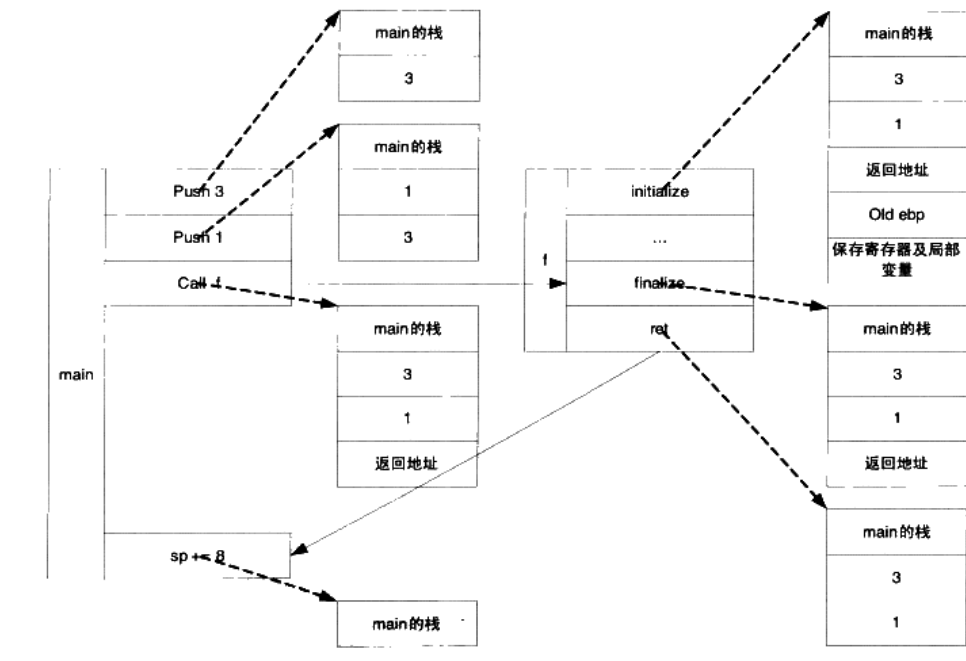 main的栈
3
main的栈
1
3
main
Push 3
Push 1
Call f
main的栈
3
1
返回地址
sp += 8
main的栈
f
initialize
...
finalize
ret
main的栈
3
1
返回地址
Old ebp
保存寄存器及局部
变量
main的栈
3
1
返回地址
main的栈
3
1